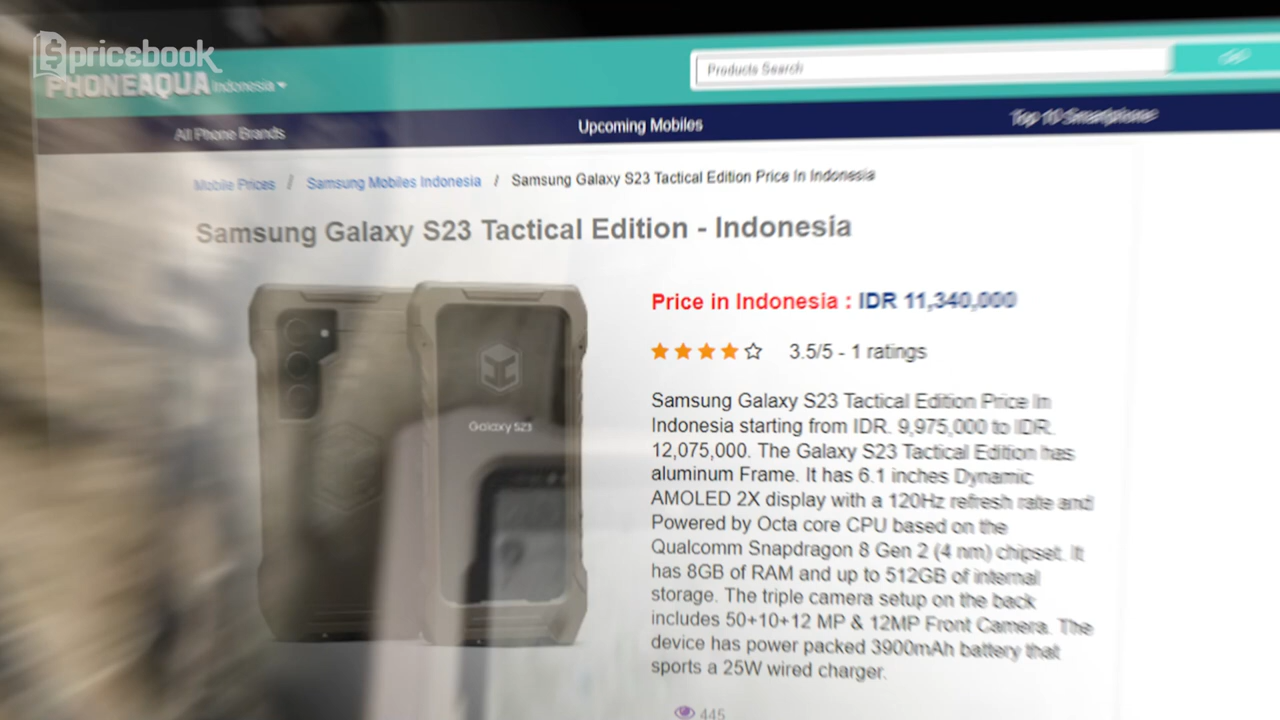 pricebook
PHONEAQUA Indonesia
Products Search
All Phone Brands
Upcoming Mobiles
Top 10 Smartphone
Mobile Prices / Samsung Mobiles Indonesia / Samsung Galaxy S23 Tactical Edition Price In Indonesia
Samsung Galaxy S23 Tactical Edition - Indonesia
Galaxy S23
Price in Indonesia : IDR 11,340,000
3.5/5 - 1 ratings
Samsung Galaxy S23 Tactical Edition Price In
Indonesia starting from IDR. 9,975,000 to IDR.
12,075,000. The Galaxy S23 Tactical Edition has
aluminum Frame. It has 6.1 inches Dynamic
AMOLED 2X display with a 120Hz refresh rate and
Powered by Octa core CPU based on the
Qualcomm Snapdragon 8 Gen 2 (4 nm) chipset. It
has 8GB of RAM and up to 512GB of internal
storage. The triple camera setup on the back
includes 50+10+12 MP & 12MP Front Camera. The
device has power packed 3900mAh battery that
sports a 25W wired charger.
445